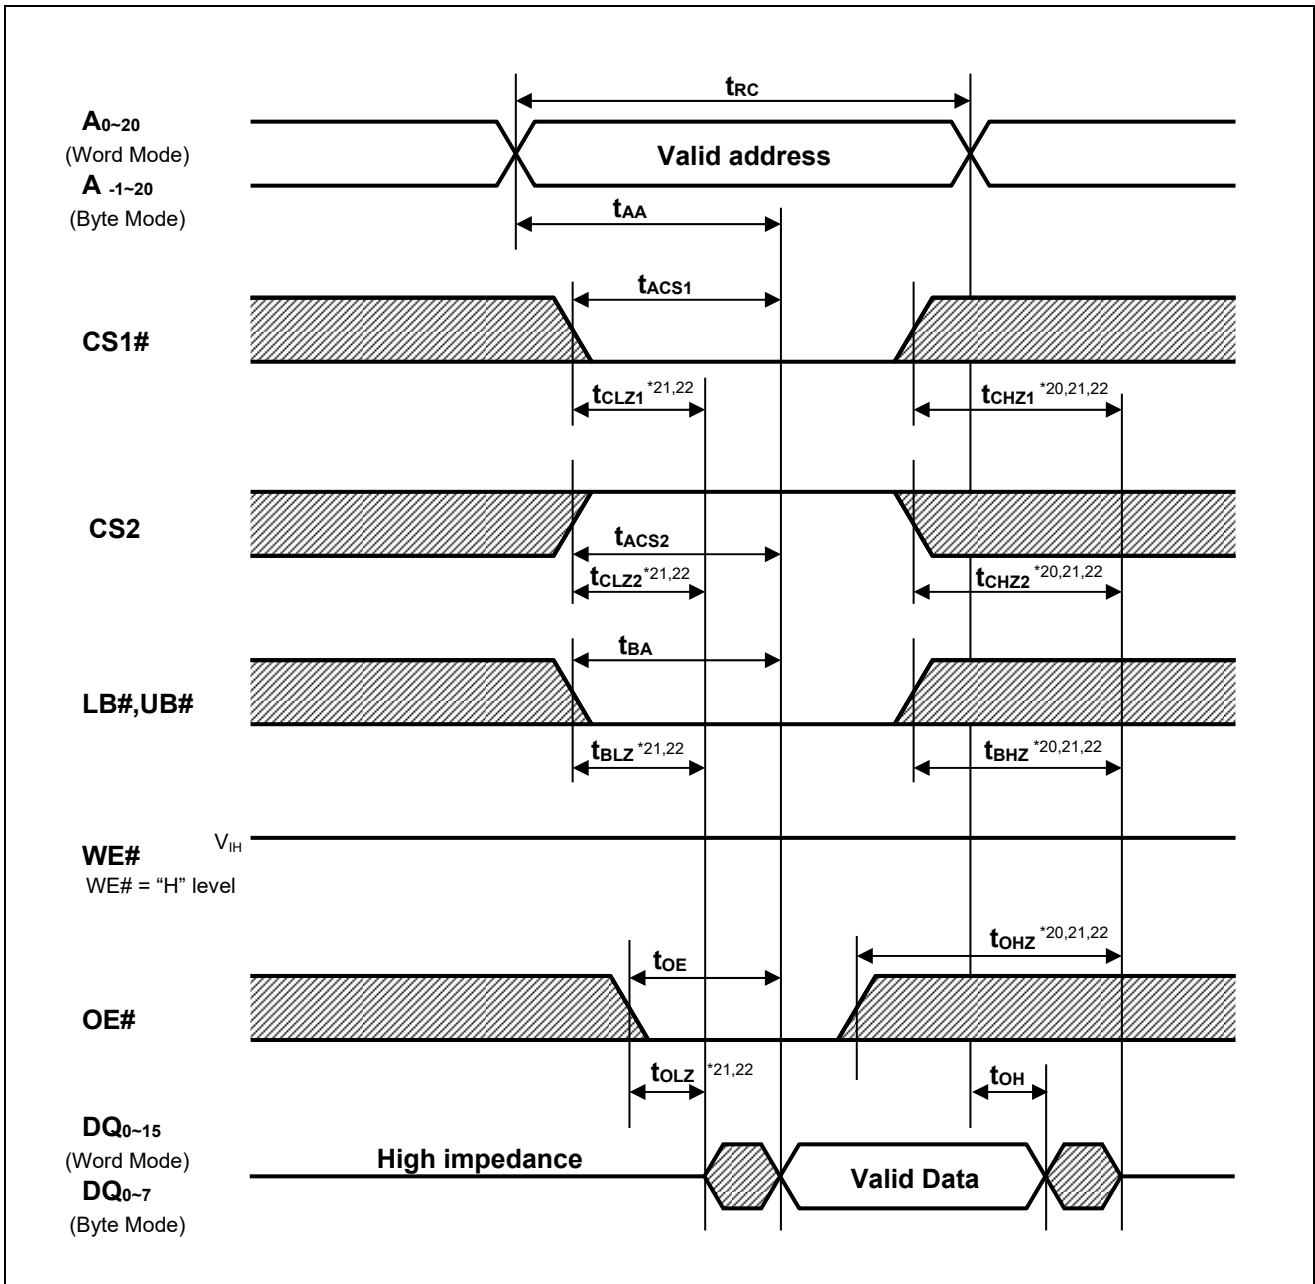 tRC
A0~20
(Word Mode)
Valid address
A -1~20
(Byte Mode)
tAA
tACS1
CS1#
tCLZ1 *21,22
tCHZ1 *20,21,22
CS2
tACS2
tCLZ2 *21,22
tCHZ2 *20,21,22
tBA
LB#,UB#
tBLZ *21,22
tBHZ *20,21,22
VIH
WE#
WE# = “H” level
tOHZ *20,21,22
tOE
OE#
tOLZ *21,22
tOH
DQ0~15
(Word Mode)
High impedance
Valid Data
DQ0~7
(Byte Mode)